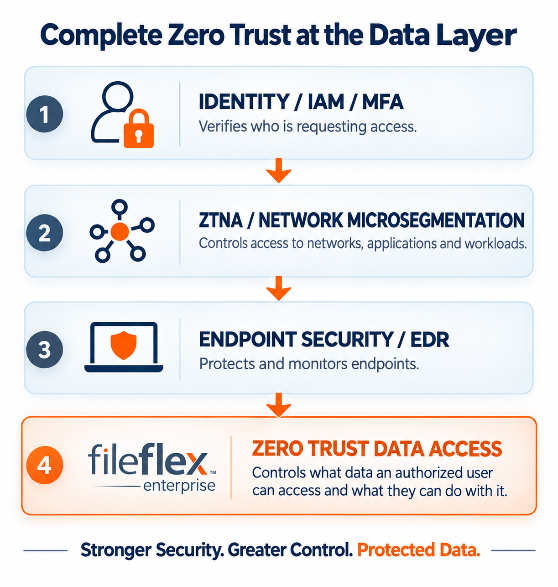 Complete Zero Trust at the Data Layer
1
IDENTITY / IAM / MFA
Verifies who is requesting access.
2
ZTNA / NETWORK MICROSEGMENTATION
Controls access to networks, applications and workloads.
3
ENDPOINT SECURITY / EDR
Protects and monitors endpoints.
4
fileflex™
enterprise
ZERO TRUST DATA ACCESS
Controls what data an authorized user
can access and what they can do with it.
Stronger Security. Greater Control. Protected Data.